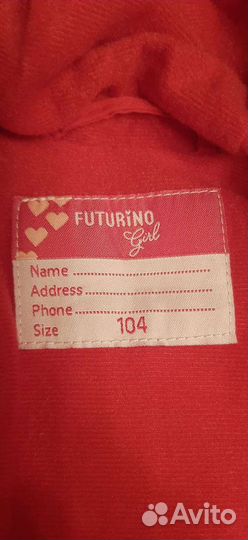 FUTURiNO
Girl
Name
Address
Phone
Size 104
Avito